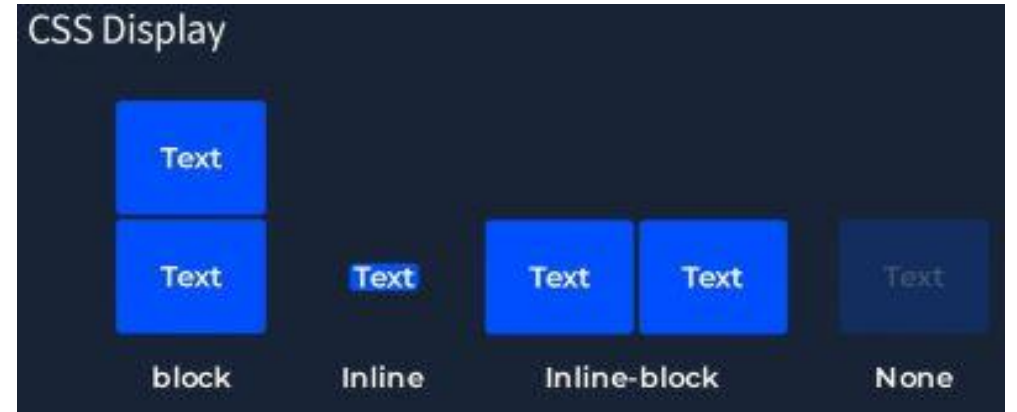 CSS Display
Text
Text
Text
Text
Text
Text
block
Inline
Inline-block
None